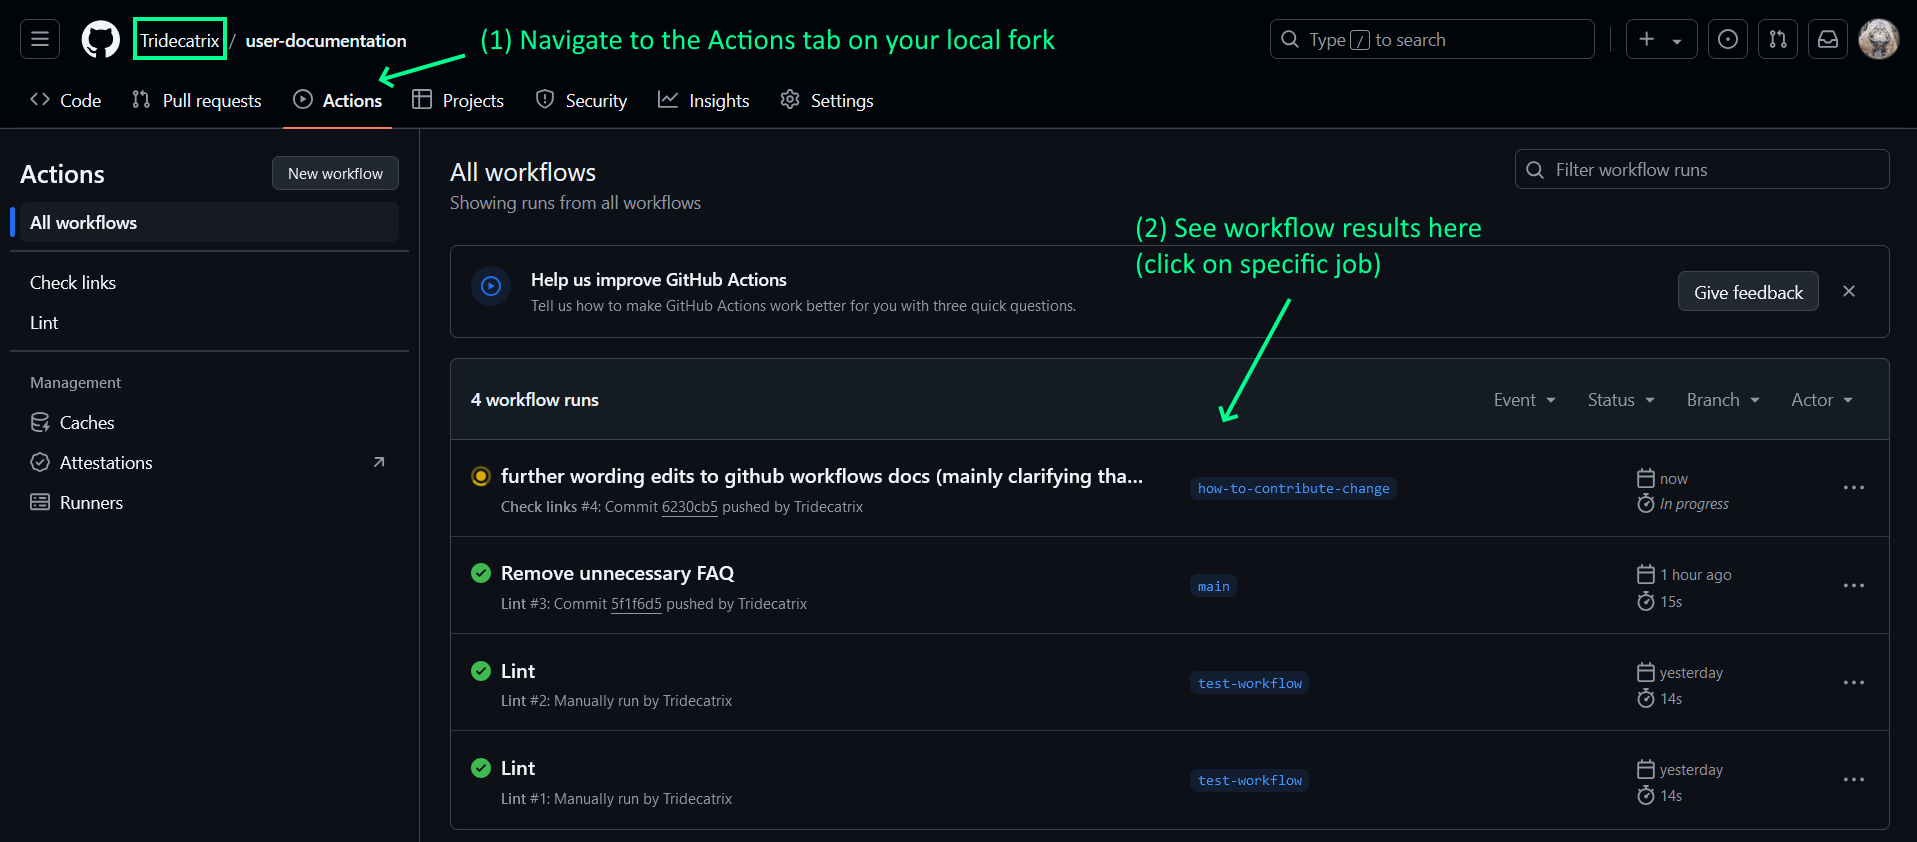 Tridecatrix / user-documentation
(1) Navigate to the Actions tab on your local fork
Type / to search
Code
Pull requests
Actions
Projects
Security
Insights
Settings
Actions
New workflow
All workflows
Check links
Lint
Management
Caches
Attestations
Runners
All workflows
Showing runs from all workflows
Filter workflow runs
(2) See workflow results here
(click on specific job)
Help us improve GitHub Actions
Tell us how to make GitHub Actions work better for you with three quick questions.
Give feedback
4 workflow runs
Event
Status
Branch
Actor
further wording edits to github workflows docs (mainly clarifying tha...
Check links #4: Commit 6230cb5 pushed by Tridecatrix
how-to-contribute-change
now
In progress
Remove unnecessary FAQ
Lint #3: Commit 5f1f6d5 pushed by Tridecatrix
main
1 hour ago
15s
Lint
Lint #2: Manually run by Tridecatrix
test-workflow
yesterday
14s
Lint
Lint #1: Manually run by Tridecatrix
test-workflow
yesterday
14s